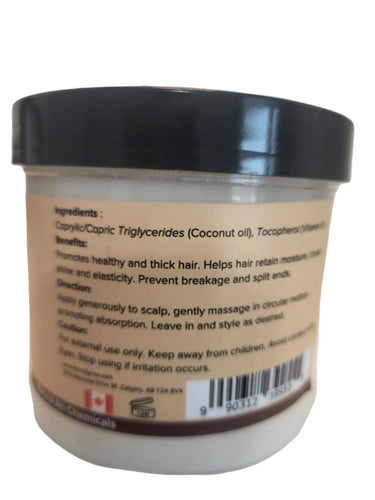 Ingredients :
Caprylic/Capric Triglycerides (Coconut oil), Tocopherol (Vitamin
Benefits:
Promotes healthy and thick hair. Helps hair retain moisture,
shine and elasticity. Prevent breakage and split ends.
Direction:
Apply generously to scalp, gently massage in circular motion
promoting absorption. Leave in and style as desired.
Caution:
For external use only. Keep away from children. Avoid contact
Eyes. Stop using if irritation occurs.
Calgary, AB T2A
9 90312
No Chemicals